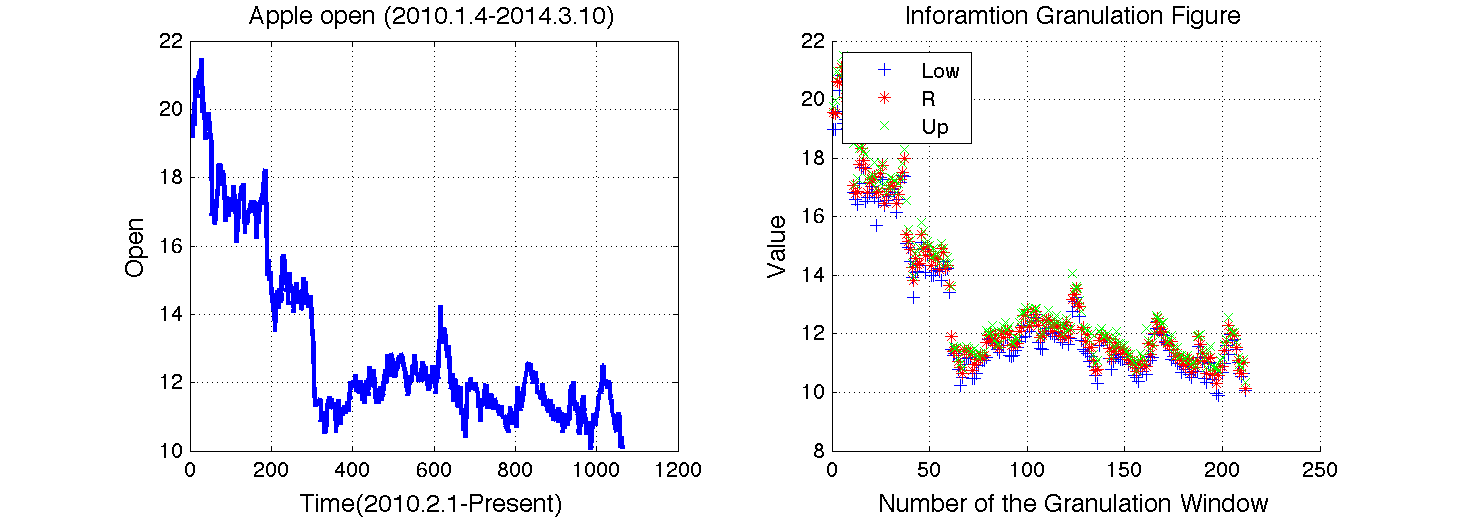 Apple open (2010.1.4-2014.3.10)
22
20
18
16
14
12
10
Open
0 200 400 600 800 1000 1200
Time(2010.2.1-Present)
Inforamtion Granulation Figure
22
20
18
16
14
12
10
8
Value
Low
R
Up
0 50 100 150 200 250
Number of the Granulation Window